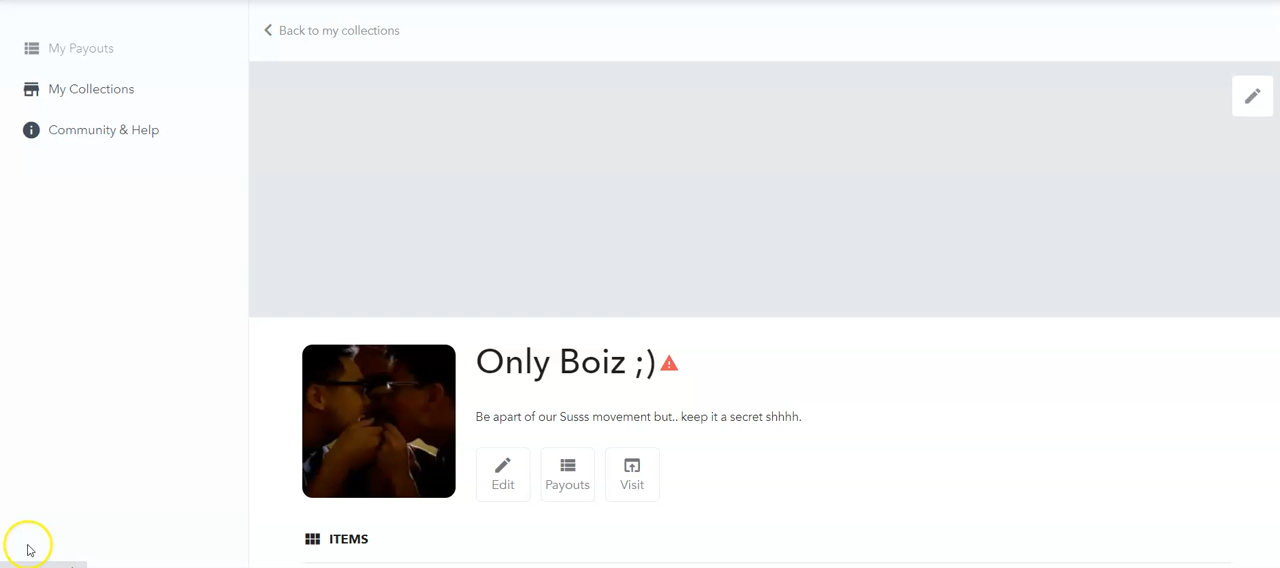 Back to my collections
My Payouts
My Collections
Community & Help
Only Boiz ;)
Be apart of our Susss movement but.. keep it a secret shhhh.
Edit
Payouts
Visit
ITEMS